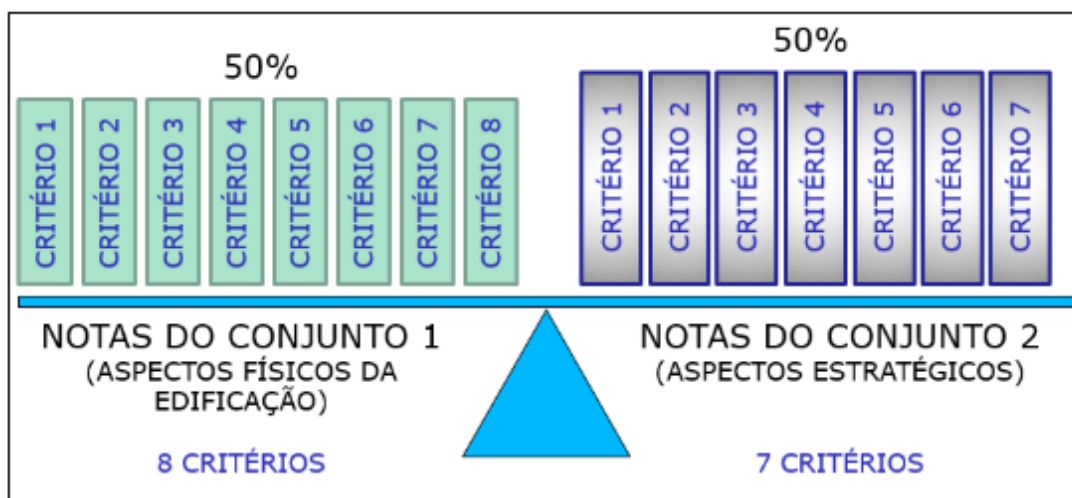 50%
CRITÉRIO 1
CRITÉRIO 2
CRITÉRIO 3
CRITÉRIO 4
CRITÉRIO 5
CRITÉRIO 6
CRITÉRIO 7
CRITÉRIO 8
NOTAS DO CONJUNTO 1
(ASPECTOS FÍSICOS DA
EDIFICAÇÃO)
8 CRITÉRIOS
50%
CRITÉRIO 1
CRITÉRIO 2
CRITÉRIO 3
CRITÉRIO 4
CRITÉRIO 5
CRITÉRIO 6
CRITÉRIO 7
NOTAS DO CONJUNTO 2
(ASPECTOS ESTRATÉGICOS)
7 CRITÉRIOS